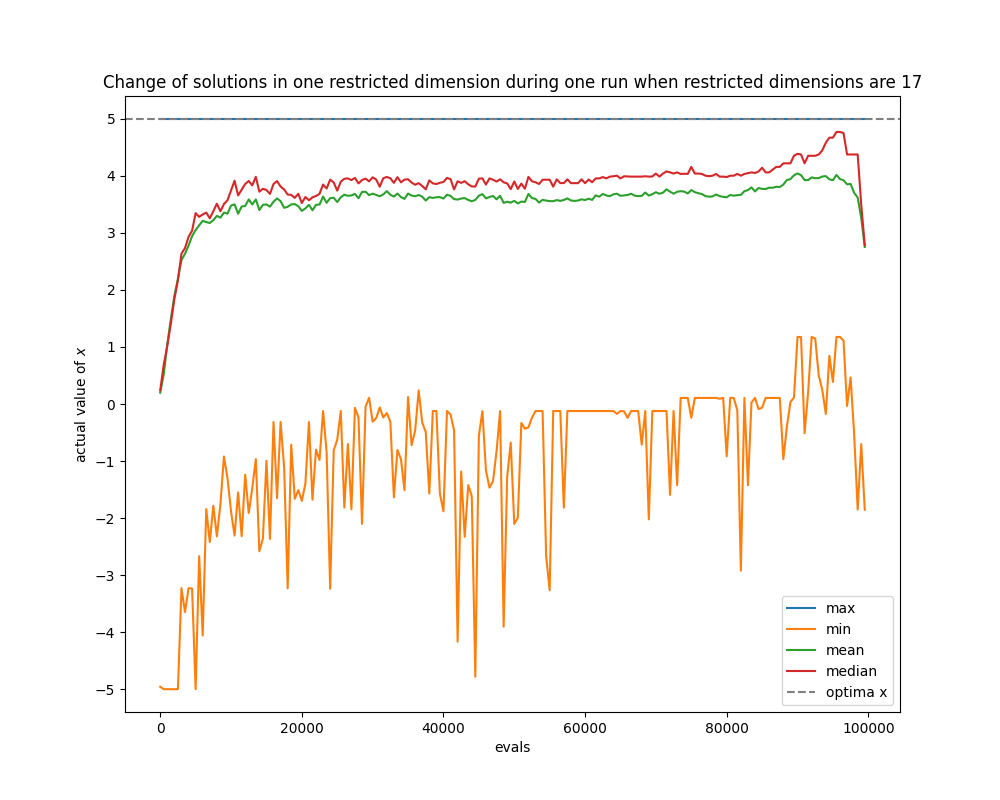 Change of solutions in one restricted dimension during one run when restricted dimensions are 17
5
4
3
2
1
0
−1
−2
−3
−4
−5
actual value of x
0 20000 40000 60000 80000 100000
evals
max
min
mean
median
optima x